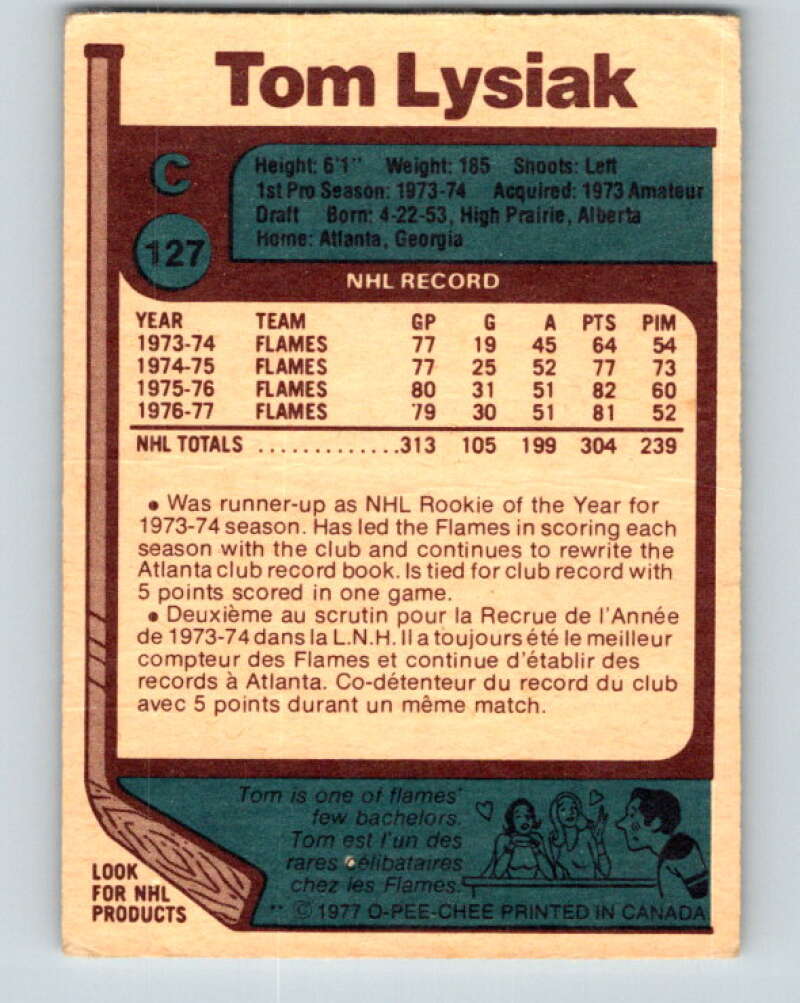 Tom Lysiak
C
127
Height: 6'1" Weight: 185 Shoots: Left
1st Pro Season: 1973-74 Acquired: 1973 Amateur
Draft Born: 4-22-53, High Prairie, Alberta
Home: Atlanta, Georgia
NHL RECORD
YEAR TEAM GP G A PTS PIM
1973-74 FLAMES 77 19 45 64 54
1974-75 FLAMES 77 25 52 77 73
1975-76 FLAMES 80 31 51 82 60
1976-77 FLAMES 79 30 51 81 52
NHL TOTALS .............313 105 199 304 239
• Was runner-up as NHL Rookie of the Year for
1973-74 season. Has led the Flames in scoring each
season with the club and continues to rewrite the
Atlanta club record book. Is tied for club record with
5 points scored in one game.
• Deuxième au scrutin pour la Recrue de l'Année
de 1973-74 dans la L.N.H. Il a toujours été le meilleur
compteur des Flames et continue d'établir des
records à Atlanta. Co-détenteur du record du club
avec 5 points durant un même match.
Tom is one of flames'
few bachelors.
Tom est l'un des
rares célibataires
chez les Flames.
LOOK
FOR NHL
PRODUCTS
** © 1977 O-PEE-CHEE PRINTED IN CANADA